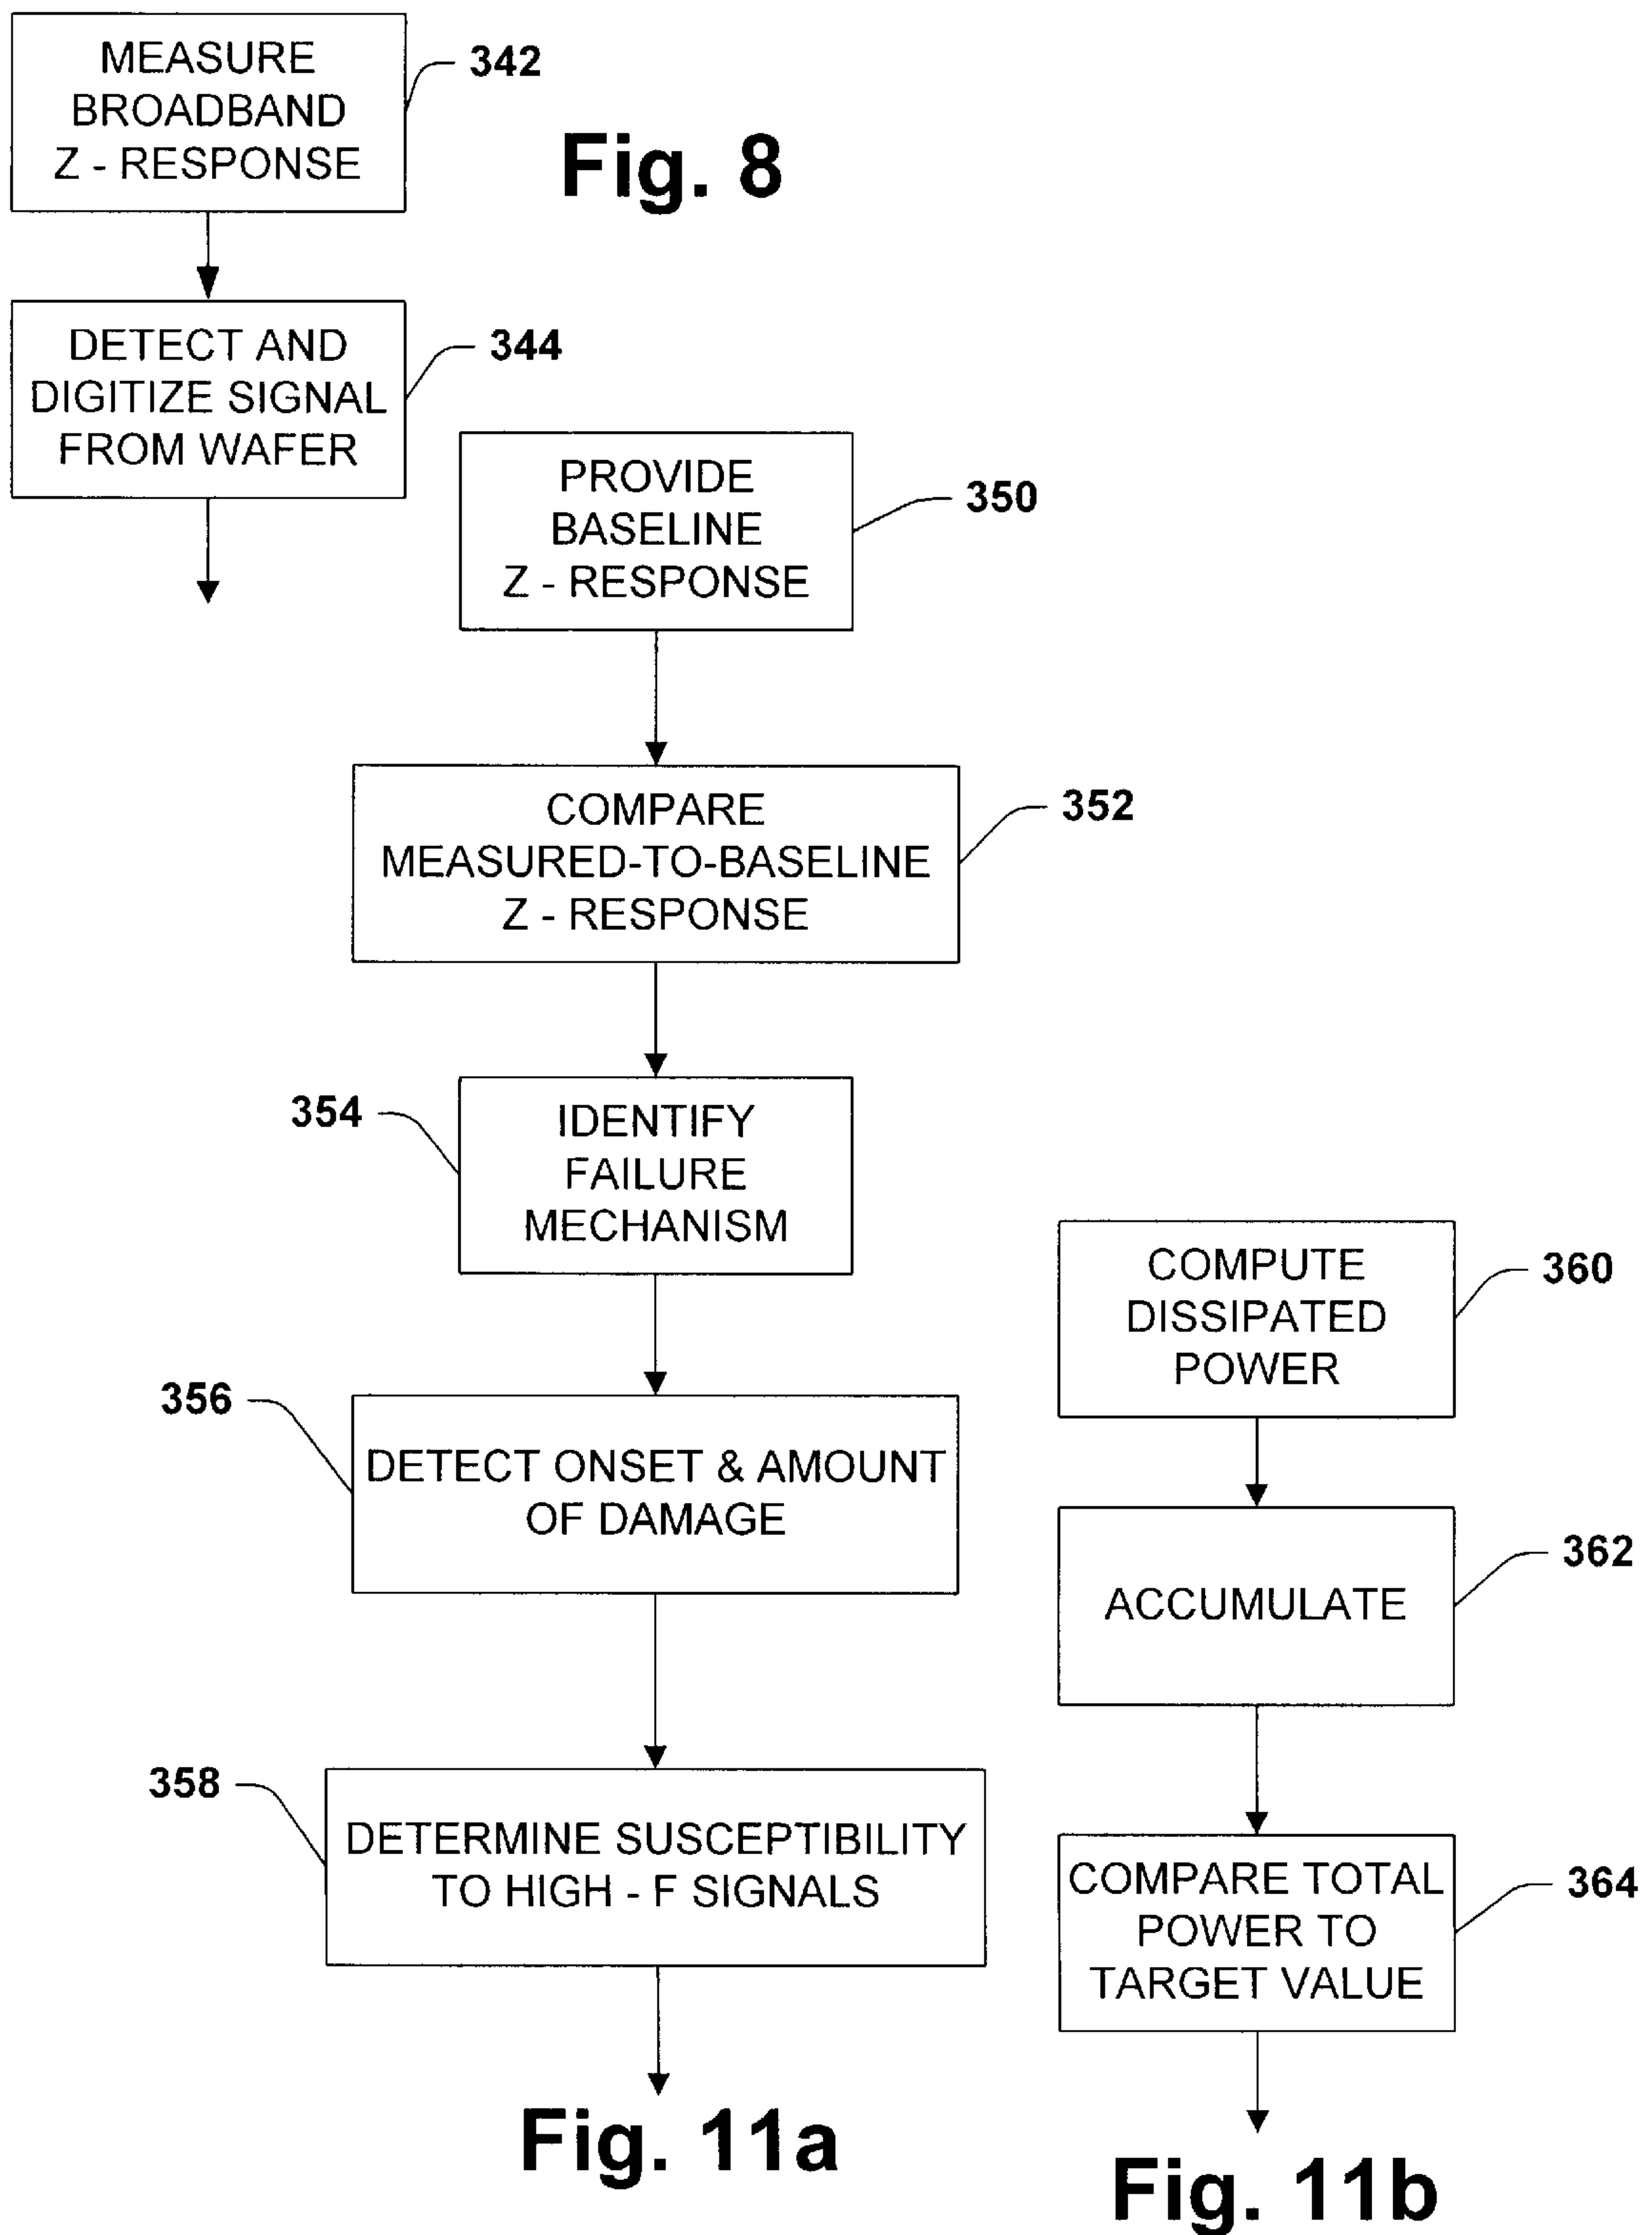 MEASURE
BROADBAND
Z - RESPONSE
342
Fig. 8
DETECT AND
DIGITIZE SIGNAL
FROM WAFER
344
PROVIDE
BASELINE
Z - RESPONSE
350
COMPARE
MEASURED-TO-BASELINE
Z - RESPONSE
352
354
IDENTIFY
FAILURE
MECHANISM
356
DETECT ONSET & AMOUNT
OF DAMAGE
358
DETERMINE SUSCEPTIBILITY
TO HIGH - F SIGNALS
Fig. 11a
COMPUTE
DISSIPATED
POWER
360
ACCUMULATE
362
COMPARE TOTAL
POWER TO
TARGET VALUE
364
Fig. 11b